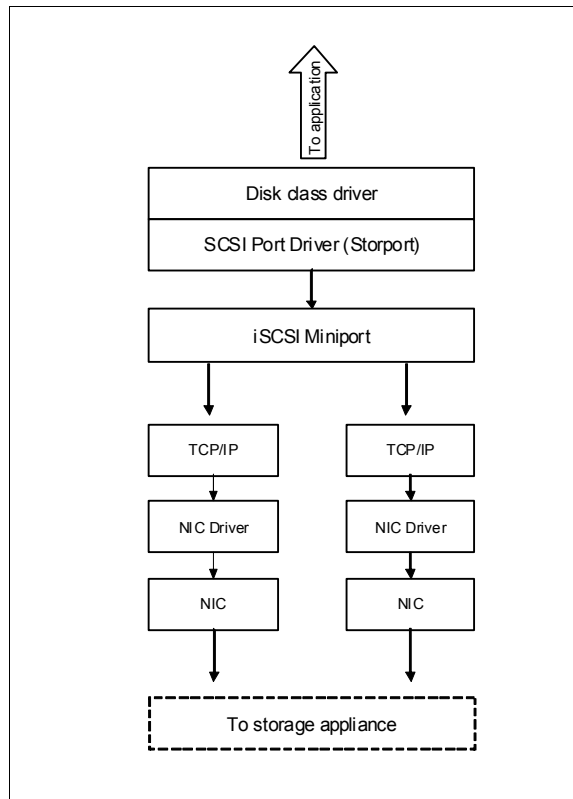 To application
Disk class driver
SCSI Port Driver (Storport)
iSCSI Miniport
TCP/IP
TCP/IP
NIC Driver
NIC Driver
NIC
NIC
To storage appliance